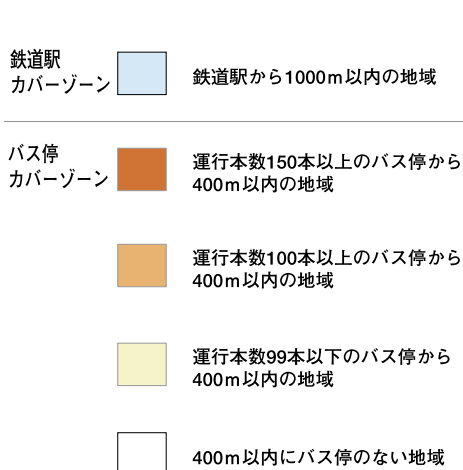 鉄道駅
カバーゾーン
鉄道駅から1000m以内の地域
バス停
カバーゾーン
運行本数150本以上のバス停から
400m以内の地域
運行本数100本以上のバス停から
400m以内の地域
運行本数99本以下のバス停から
400m以内の地域
400m以内にバス停のない地域